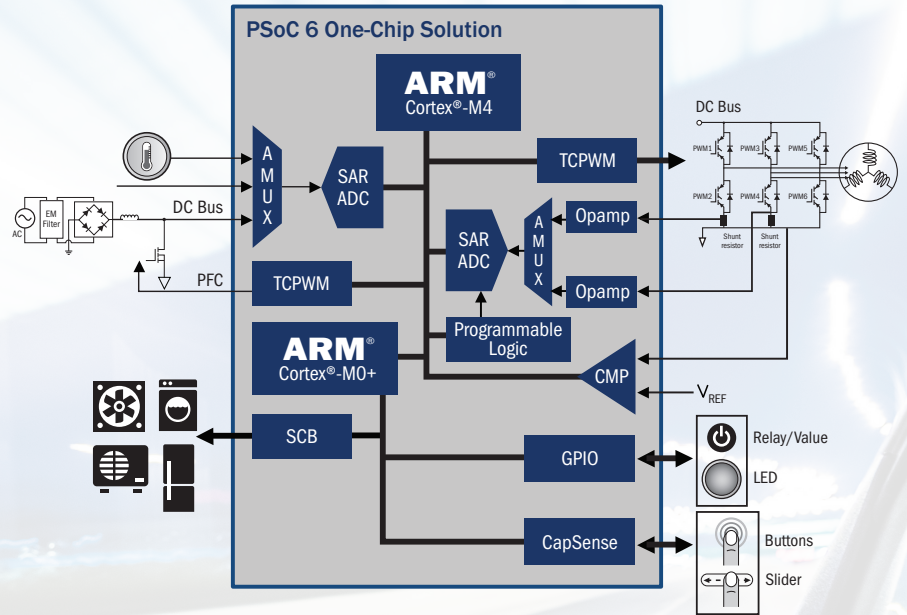 PSoC 6 One-Chip Solution
ARM®
Cortex®-M4
DC Bus
PWM1
PWM3
PWM5
TCPWM
A
M
U
X
SAR
ADC
EM
Filter
AC
DC Bus
PWM2
PWM4
PWM6
Opamp
A
M
U
X
SAR
ADC
Shunt
resistor
Shunt
resistor
PFC
TCPWM
Opamp
Programmable
Logic
ARM®
Cortex®-M0+
CMP
VREF
SCB
GPIO
Relay/Value
LED
CapSense
Buttons
Slider